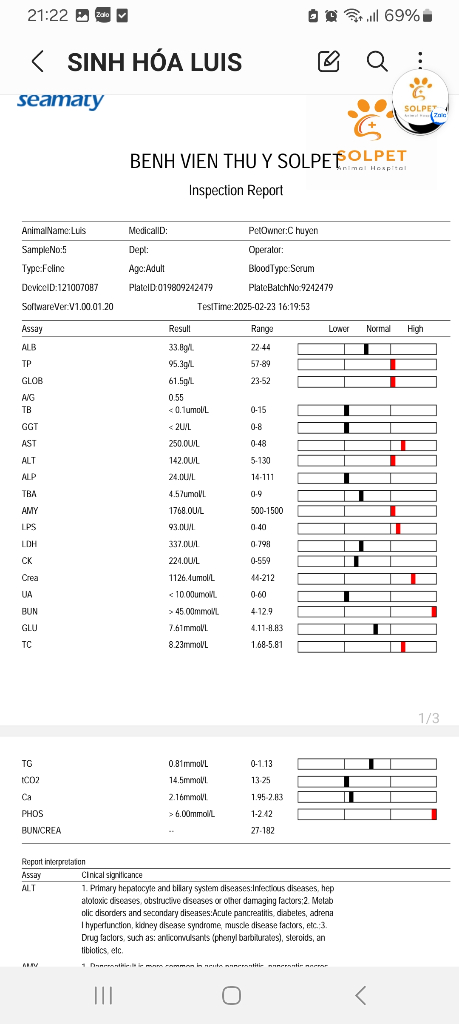 21:22 Zalo 69%
SINH HÓA LUIS
seamaty
SOLPET
Zalo
BENH VIEN THU Y SOLPET
SOLPET
Animal Hospital
Inspection Report
AnimalName:Luis MedicalID: PetOwner:C huyen
SampleNo:5 Dept: Operator:
Type:Feline Age:Adult BloodType:Serum
DeviceID:121007087 PlateID:019809242479 PlateBatchNo:9242479
SoftwareVer:V1.00.01.20 TestTime:2025-02-23 16:19:53
Assay Result Range Lower Normal High
ALB 33.8g/L 22-44
TP 95.3g/L 57-89
GLOB 61.5g/L 23-52
A/G 0.55
TB < 0.1umol/L 0-15
GGT < 2U/L 0-8
AST 250.0U/L 0-48
ALT 142.0U/L 5-130
ALP 24.0U/L 14-111
TBA 4.57umol/L 0-9
AMY 1768.0U/L 500-1500
LPS 93.0U/L 0-40
LDH 337.0U/L 0-798
CK 224.0U/L 0-559
Crea 1126.4umol/L 44-212
UA < 10.00umol/L 0-60
BUN > 45.00mmol/L 4-12.9
GLU 7.61mmol/L 4.11-8.83
TC 8.23mmol/L 1.68-5.81
1/3
TG 0.81mmol/L 0-1.13
tCO2 14.5mmol/L 13-25
Ca 2.16mmol/L 1.95-2.83
PHOS > 6.00mmol/L 1-2.42
BUN/CREA -- 27-182
Report interpretation
Assay Clinical significance
ALT 1. Primary hepatocyte and biliary system diseases:Infectious diseases, hep
atotoxic diseases, obstructive diseases or other damaging factors;2. Metab
olic disorders and secondary diseases:Acute pancreatitis, diabetes, adrena
l hyperfunction, kidney disease syndrome, muscle disease factors, etc.;3.
Drug factors, such as: anticonvulsants (phenyl barbiturates), steroids, an
tibiotics, etc.
AMY 1. Pancreatitis:It is more common in acute pancreatitis, pancreatic necros